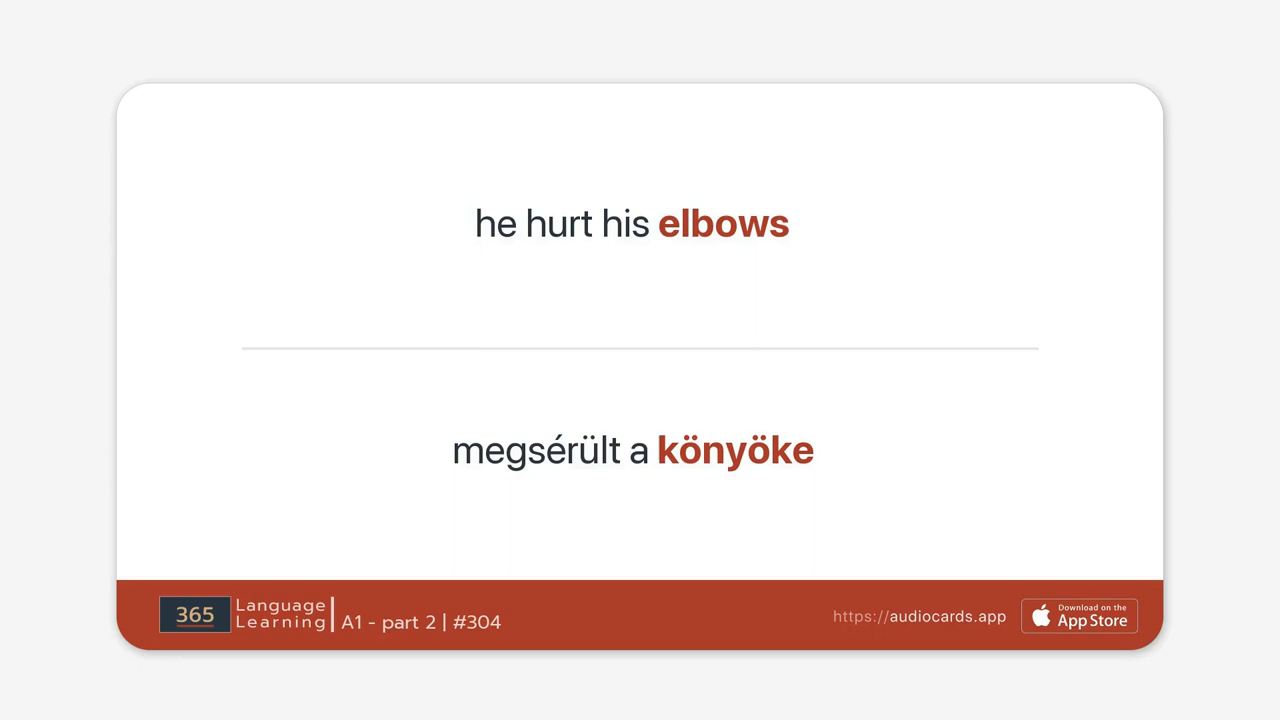 he hurt his elbows
megsérült a könyöke
365
Language
Learning
A1 - part 2 | #304
https://audiocards.app
Download on the
App Store